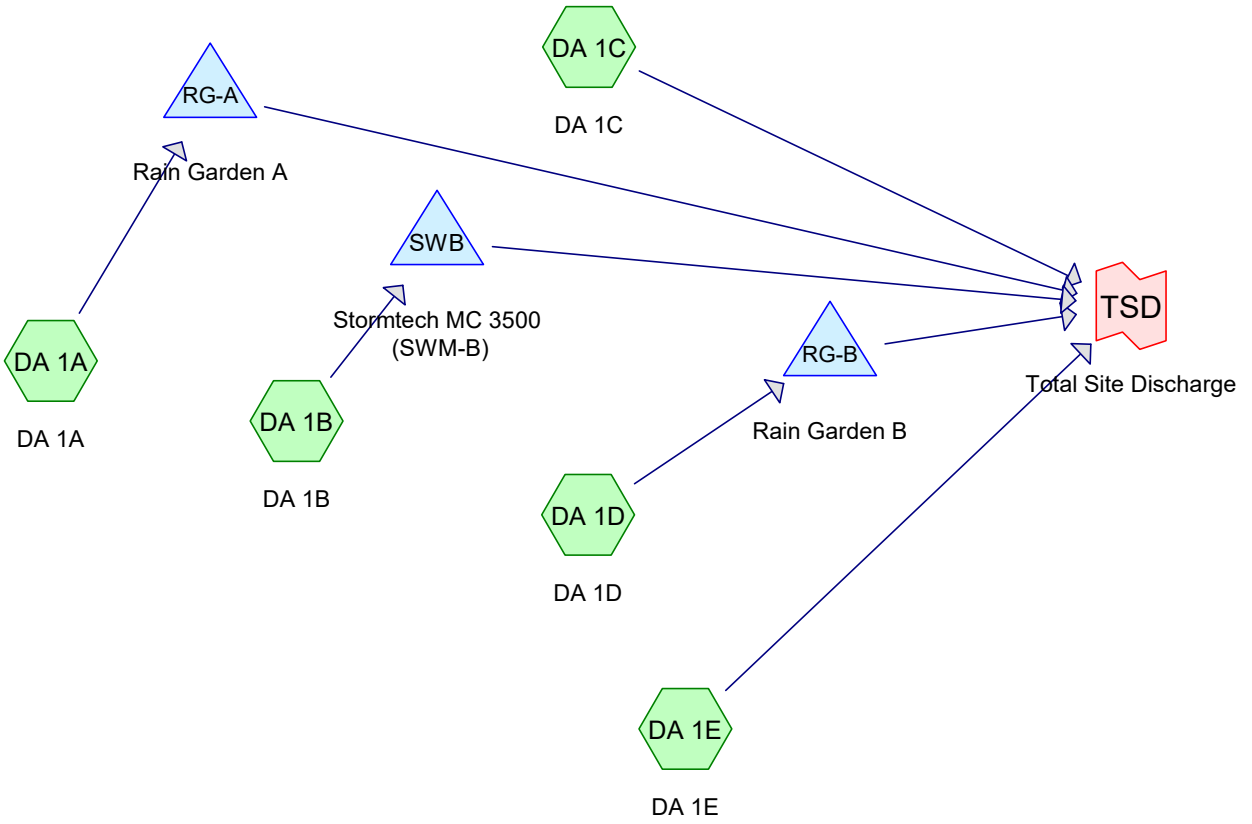 DA 1C
DA 1C
RG-A
Rain Garden A
SWB
Stormtech MC 3500
(SWM-B)
TSD
Total Site Discharge
RG-B
Rain Garden B
DA 1A
DA 1A
DA 1B
DA 1B
DA 1D
DA 1D
DA 1E
DA 1E